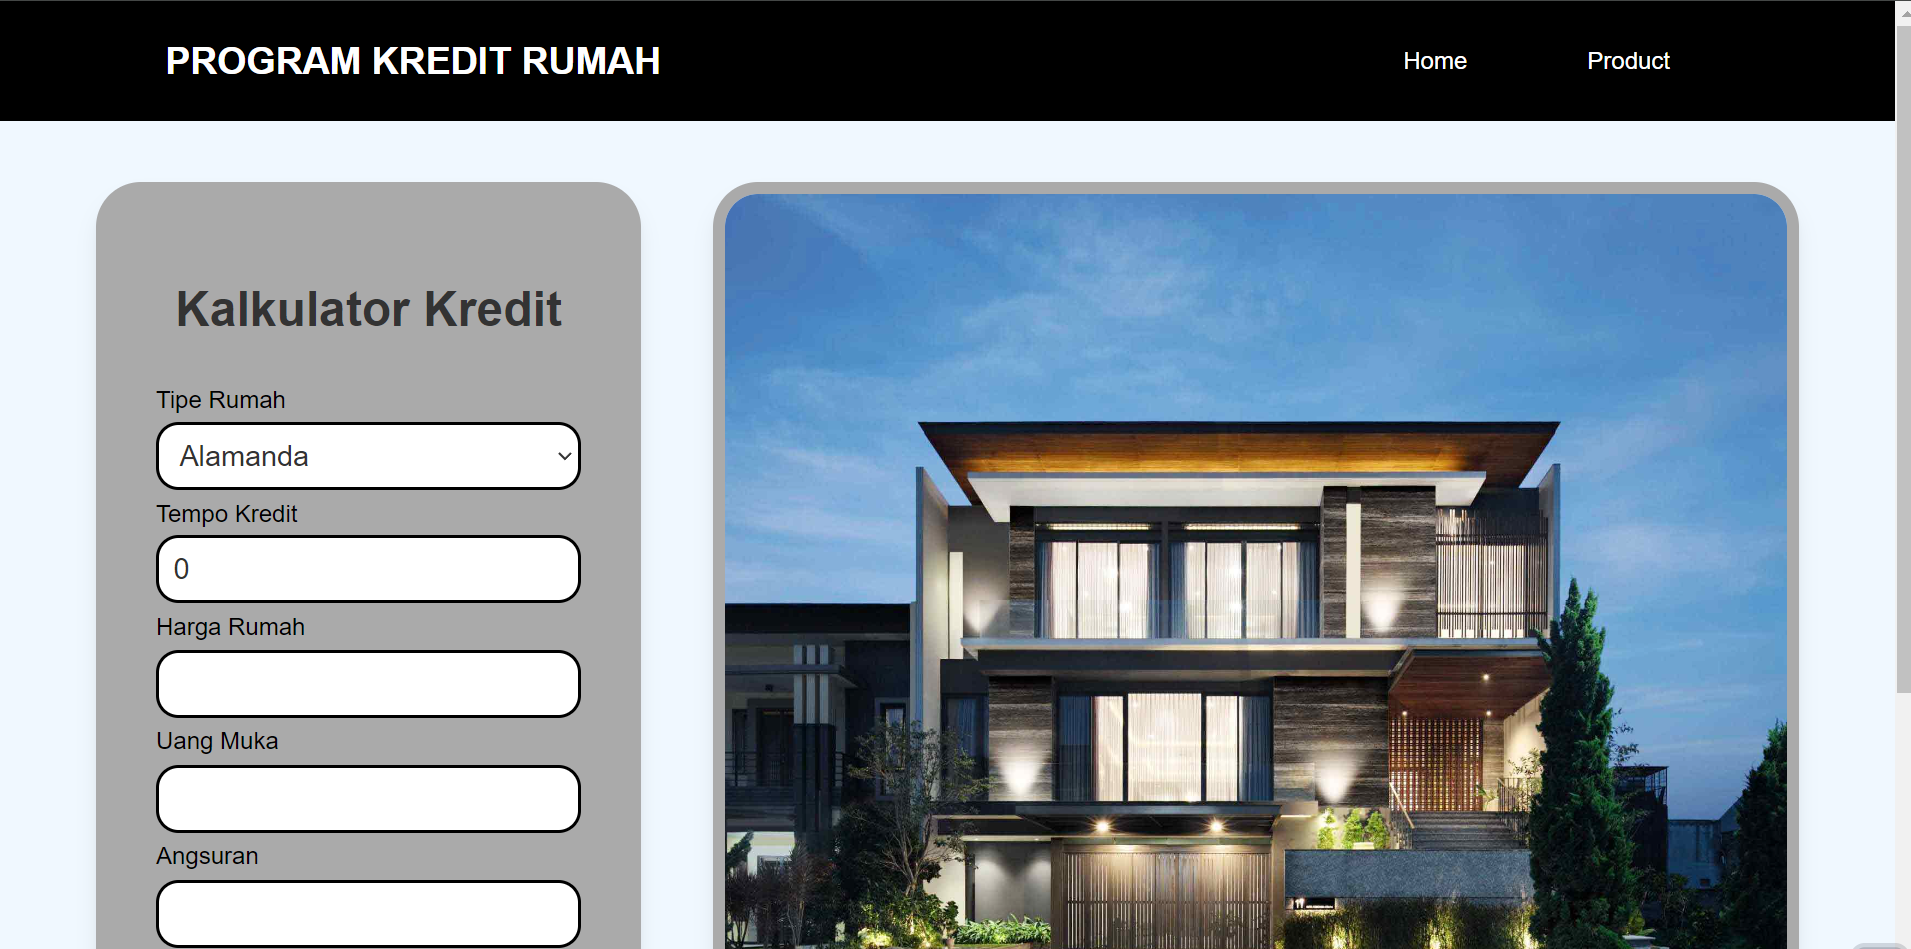 PROGRAM KREDIT RUMAH
Home
Product
Kalkulator Kredit
Tipe Rumah
Alamanda
Tempo Kredit
0
Harga Rumah
Uang Muka
Angsuran